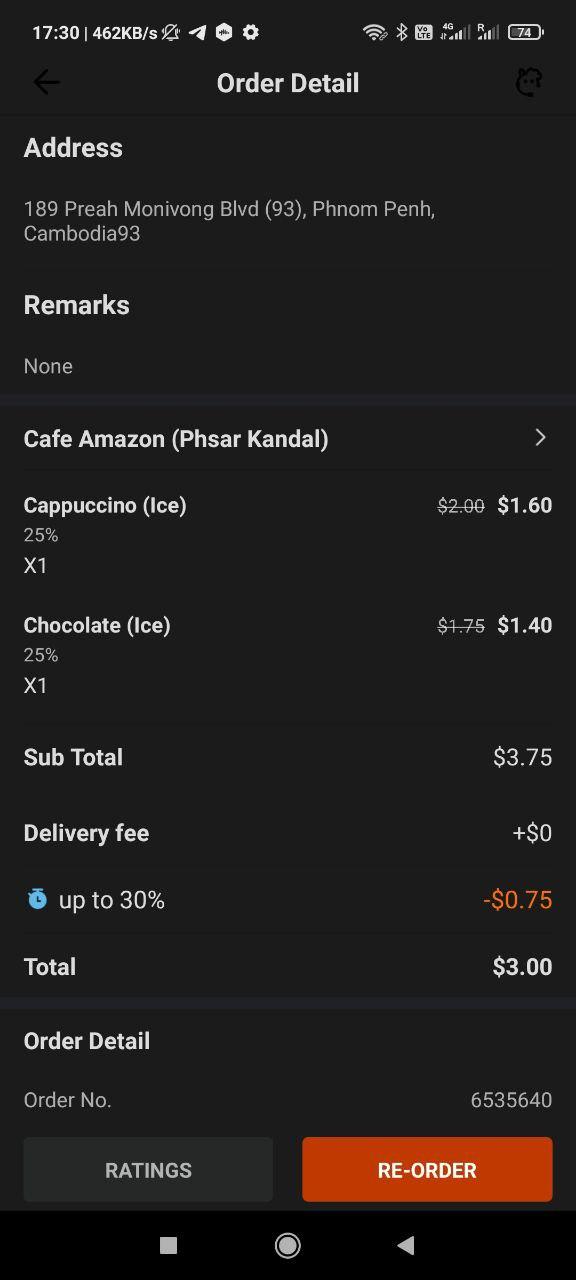 17:30 | 462KB/s
Vo LTE 4G R 74
Order Detail
Address
189 Preah Monivong Blvd (93), Phnom Penh,
Cambodia93
Remarks
None
Cafe Amazon (Phsar Kandal)
Cappuccino (Ice) $2.00 $1.60
25%
X1
Chocolate (Ice) $1.75 $1.40
25%
X1
Sub Total $3.75
Delivery fee +$0
up to 30% -$0.75
Total $3.00
Order Detail
Order No. 6535640
RATINGS RE-ORDER